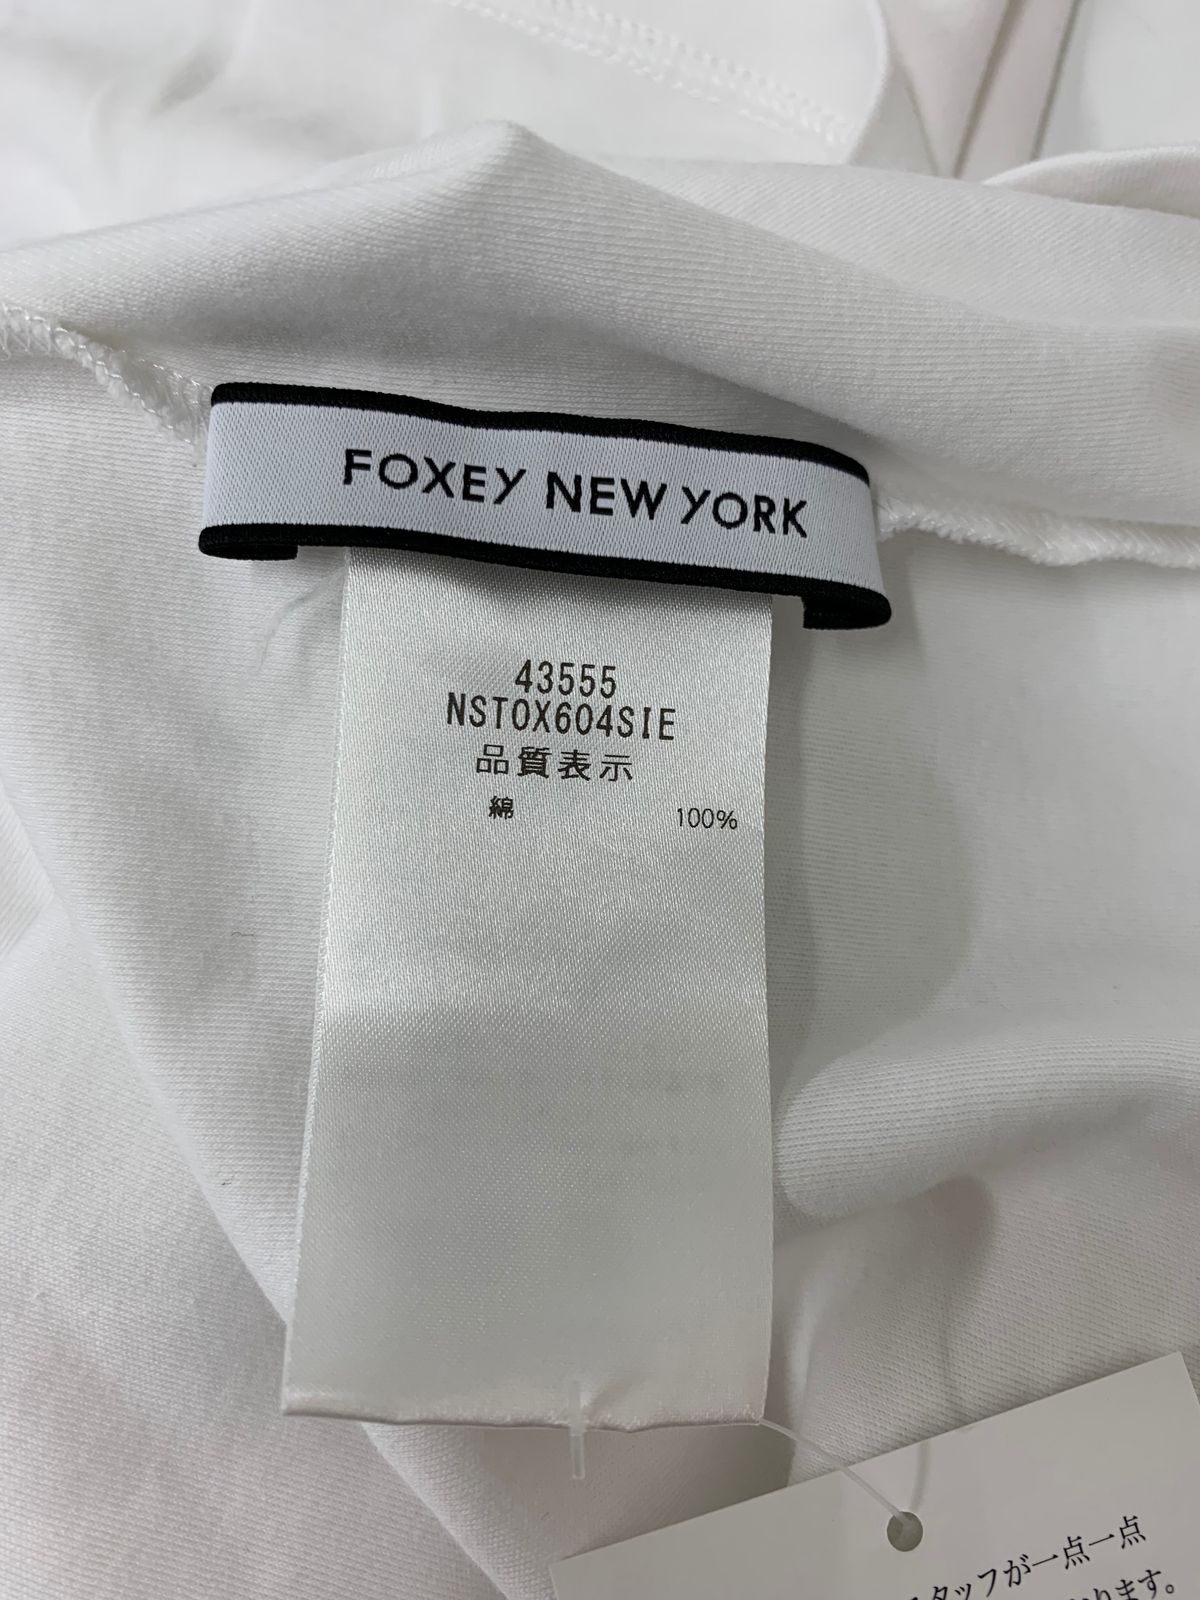 FOXEY NEW YORK
43555
NSTOX604SIE
品質表示
綿 100%
タッフが一点一点
ります。